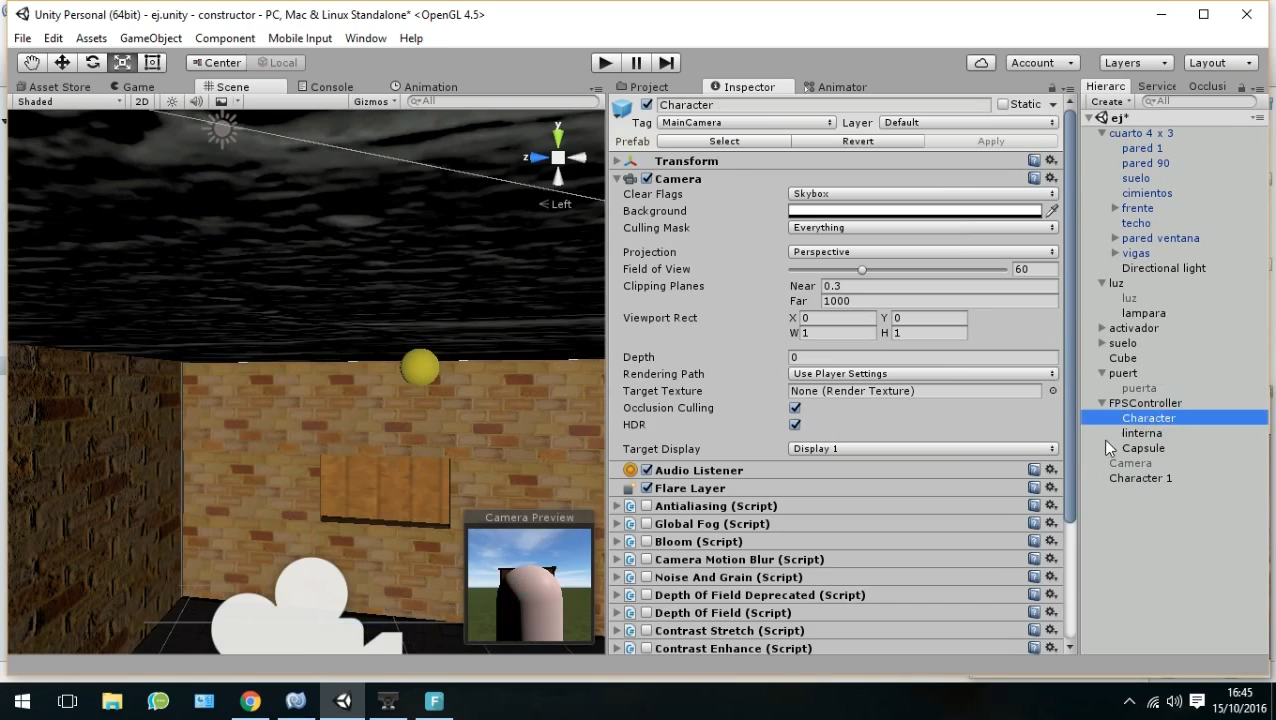 Unity Personal (64bit) - ej.unity - constructor - PC, Mac & Linux Standalone* <OpenGL 4.5>
File Edit Assets GameObject Component Mobile Input Window Help
Center Local Account Layers Layout
Asset Store Game Scene Console Animation
Shaded 2D Gizmos All
y
z
Left
Project Inspector Animator
Character Static
Tag MainCamera Layer Default
Prefab Select Revert Apply
Transform
Camera
Clear Flags Skybox
Background
Culling Mask Everything
Projection Perspective
Field of View 60
Clipping Planes Near 0.3
Far 1000
Viewport Rect X 0 Y 0
W 1 H 1
Depth 0
Rendering Path Use Player Settings
Target Texture None (Render Texture)
Occlusion Culling
HDR
Target Display Display 1
Audio Listener
Flare Layer
Antialiasing (Script)
Global Fog (Script)
Bloom (Script)
Camera Motion Blur (Script)
Noise And Grain (Script)
Depth Of Field Deprecated (Script)
Depth Of Field (Script)
Contrast Stretch (Script)
Contrast Enhance (Script)
Camera Preview
Hierarc Service Occlusi
Create All
ej*
cuarto 4 x 3
pared 1
pared 90
suelo
cimientos
frente
techo
pared ventana
vigas
Directional light
luz
luz
lampara
activador
suelo
Cube
puert
puerta
FPSController
Character
linterna
Capsule
Camera
Character 1
F
16:45
15/10/2016